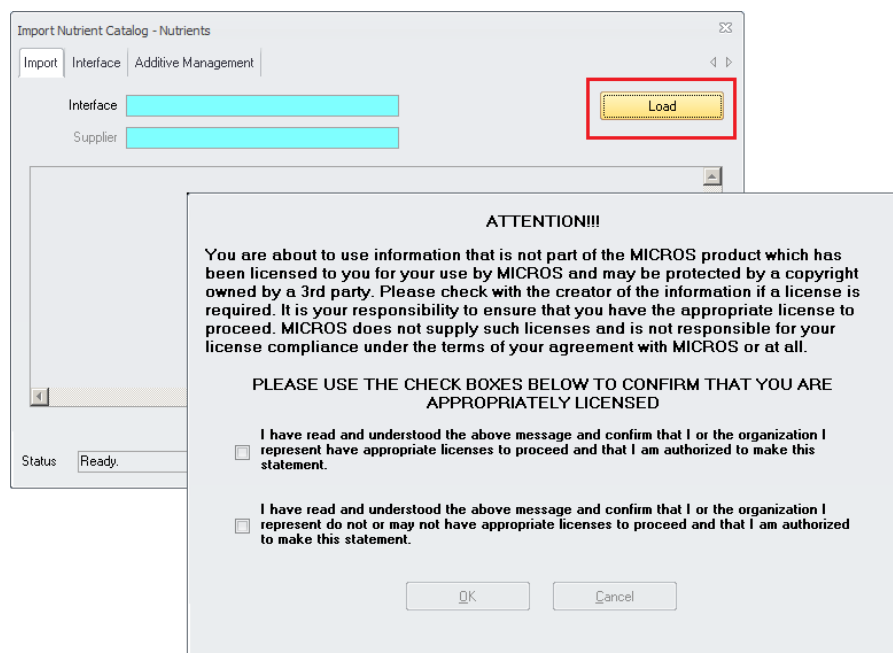 Import Nutrient Catalog - Nutrients
Import Interface Additive Management
Interface
Load
Supplier
ATTENTION!!!
You are about to use information that is not part of the MICROS product which has
been licensed to you for your use by MICROS and may be protected by a copyright
owned by a 3rd party. Please check with the creator of the information if a license is
required. It is your responsibility to ensure that you have the appropriate license to
proceed. MICROS does not supply such licenses and is not responsible for your
license compliance under the terms of your agreement with MICROS or at all.
PLEASE USE THE CHECK BOXES BELOW TO CONFIRM THAT YOU ARE
APPROPRIATELY LICENSED
I have read and understood the above message and confirm that I or the organization I
represent have appropriate licenses to proceed and that I am authorized to make this
statement.
I have read and understood the above message and confirm that I or the organization I
represent do not or may not have appropriate licenses to proceed and that I am authorized
to make this statement.
Status Ready.
OK Cancel